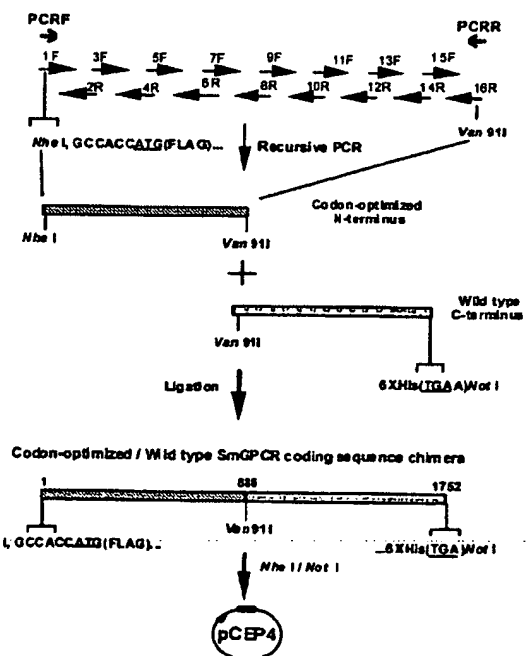 PCRF
PCRR
1F 3F 5F 7F 9F 11F 13F 15F
2R 4R 6R 8R 10R 12R 14R 16R
Van 91I
Nhe I, GCCACCATG(FLAG)...
Recursive PCR
Codon-optimized
N-terminus
Nhe I
Van 91I
+
Wild type
C-terminus
Van 91I
6XHis(TGAA)Not I
Ligation
Codon-optimized / Wild type SmGPCR coding sequence chimera
1
1752
Van 91I
I, GCCACCATG(FLAG)...
...6XHis(TGA)Not I
Nhe I / Not I
pCEP4